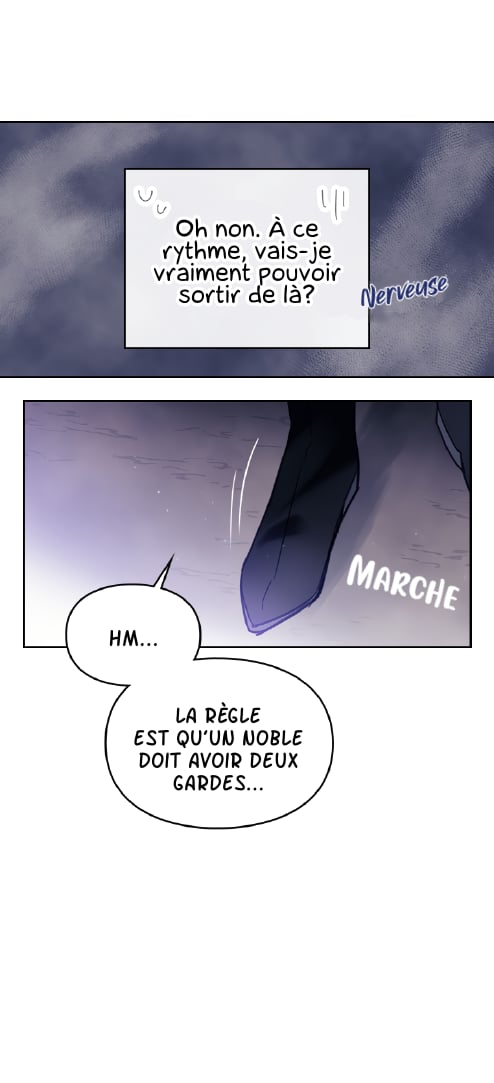 Oh non. À ce
rythme, vais-je
vraiment pouvoir
sortir de là?
Nerveuse
MARCHE
HM...
LA RÈGLE
EST QU'UN NOBLE
DOIT AVOIR DEUX
GARDES...